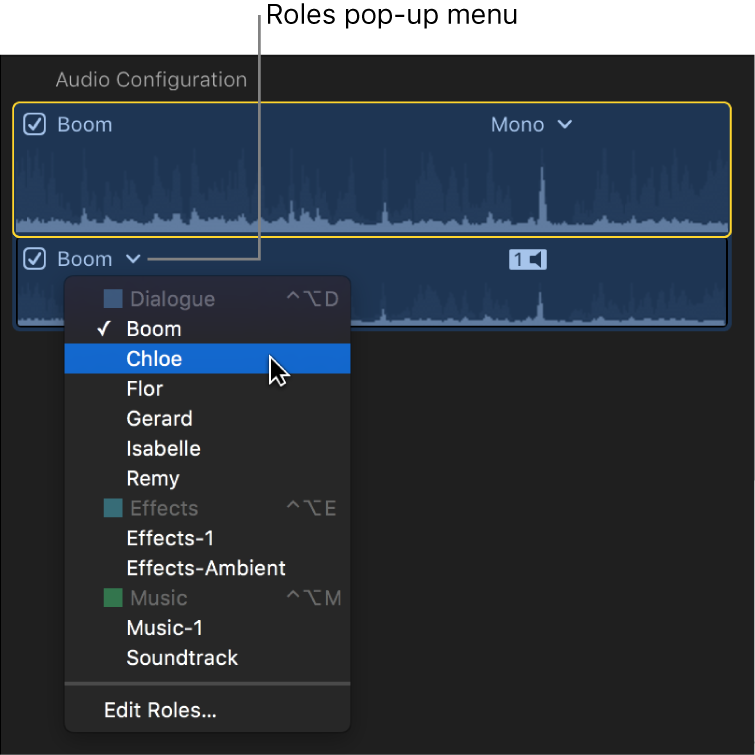 Roles pop-up menu
Audio Configuration
Boom Mono
Boom 1
Dialogue ^⌥D
✓ Boom
Chloe
Flor
Gerard
Isabelle
Remy
Effects ^⌥E
Effects-1
Effects-Ambient
Music ^⌥M
Music-1
Soundtrack
Edit Roles…